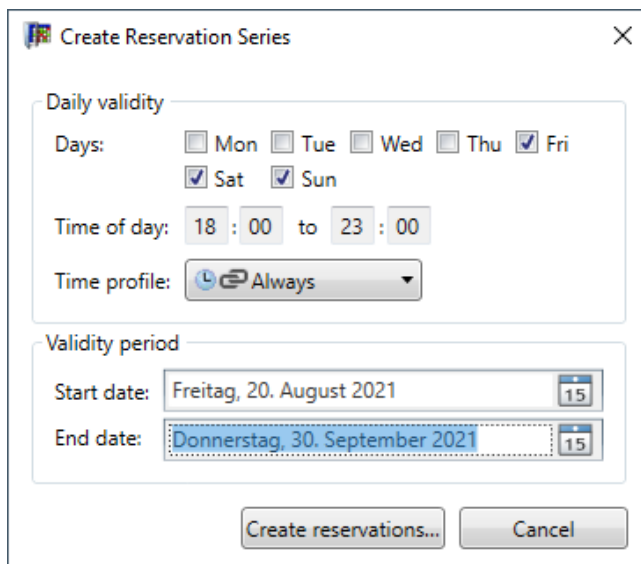 Create Reservation Series
Daily validity
Days: Mon Tue Wed Thu Fri
Sat Sun
Time of day: 18 : 00 to 23 : 00
Time profile: Always
Validity period
Start date: Freitag, 20. August 2021 15
End date: Donnerstag, 30. September 2021 15
Create reservations... Cancel